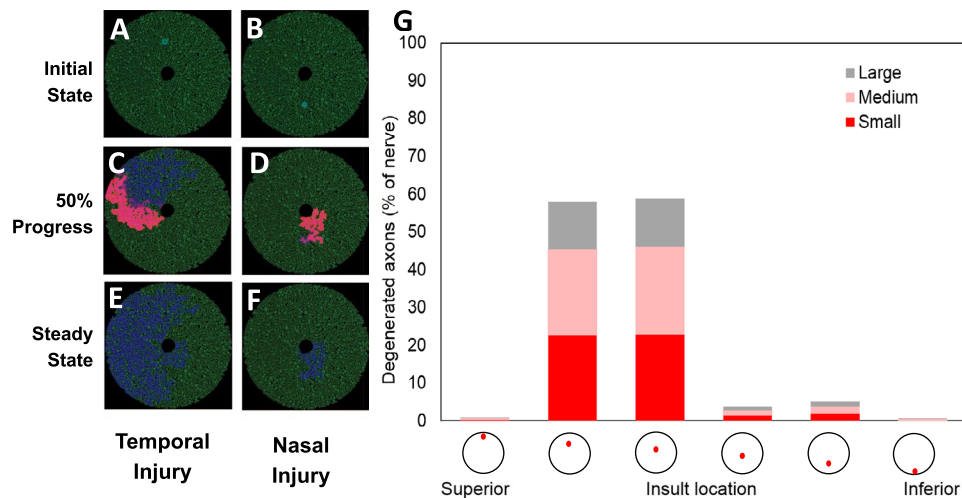 A
B
G
Initial
State
C
D
50%
Progress
E
F
Steady
State
Temporal
Injury
Nasal
Injury
Degenerated axons (% of nerve)
100
90
80
70
60
50
40
30
20
10
0
Large
Medium
Small
Superior
Insult location
Inferior